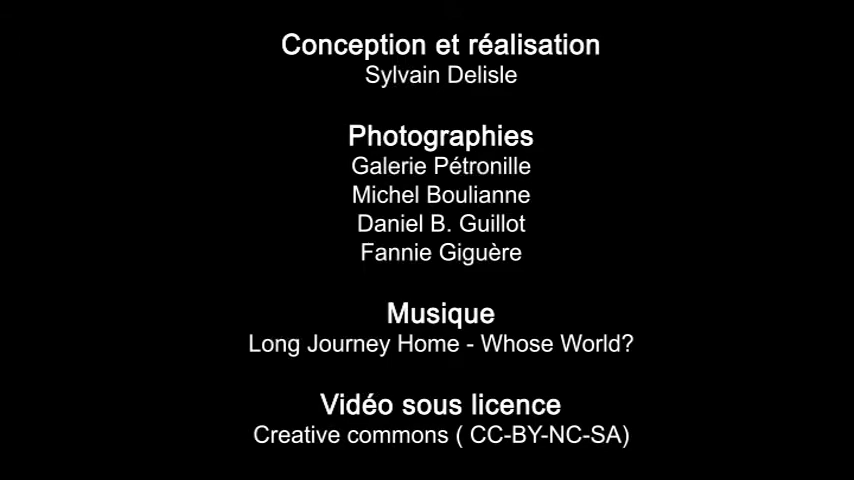 Conception et réalisation
Sylvain Delisle
Photographies
Galerie Pétronille
Michel Boulianne
Daniel B. Guillot
Fannie Giguère
Musique
Long Journey Home - Whose World?
Vidéo sous licence
Creative commons ( CC-BY-NC-SA)